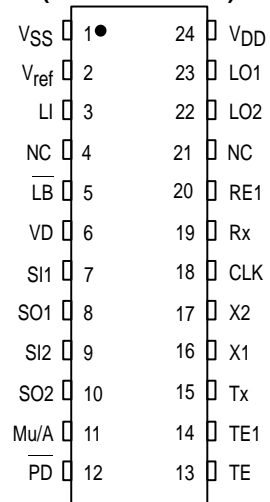 VSS 1 24 VDD
Vref 2 23 LO1
LI 3 22 LO2
NC 4 21 NC
LB 5 20 RE1
VD 6 19 Rx
SI1 7 18 CLK
SO1 8 17 X2
SI2 9 16 X1
SO2 10 15 Tx
Mu/A 11 14 TE1
PD 12 13 TE